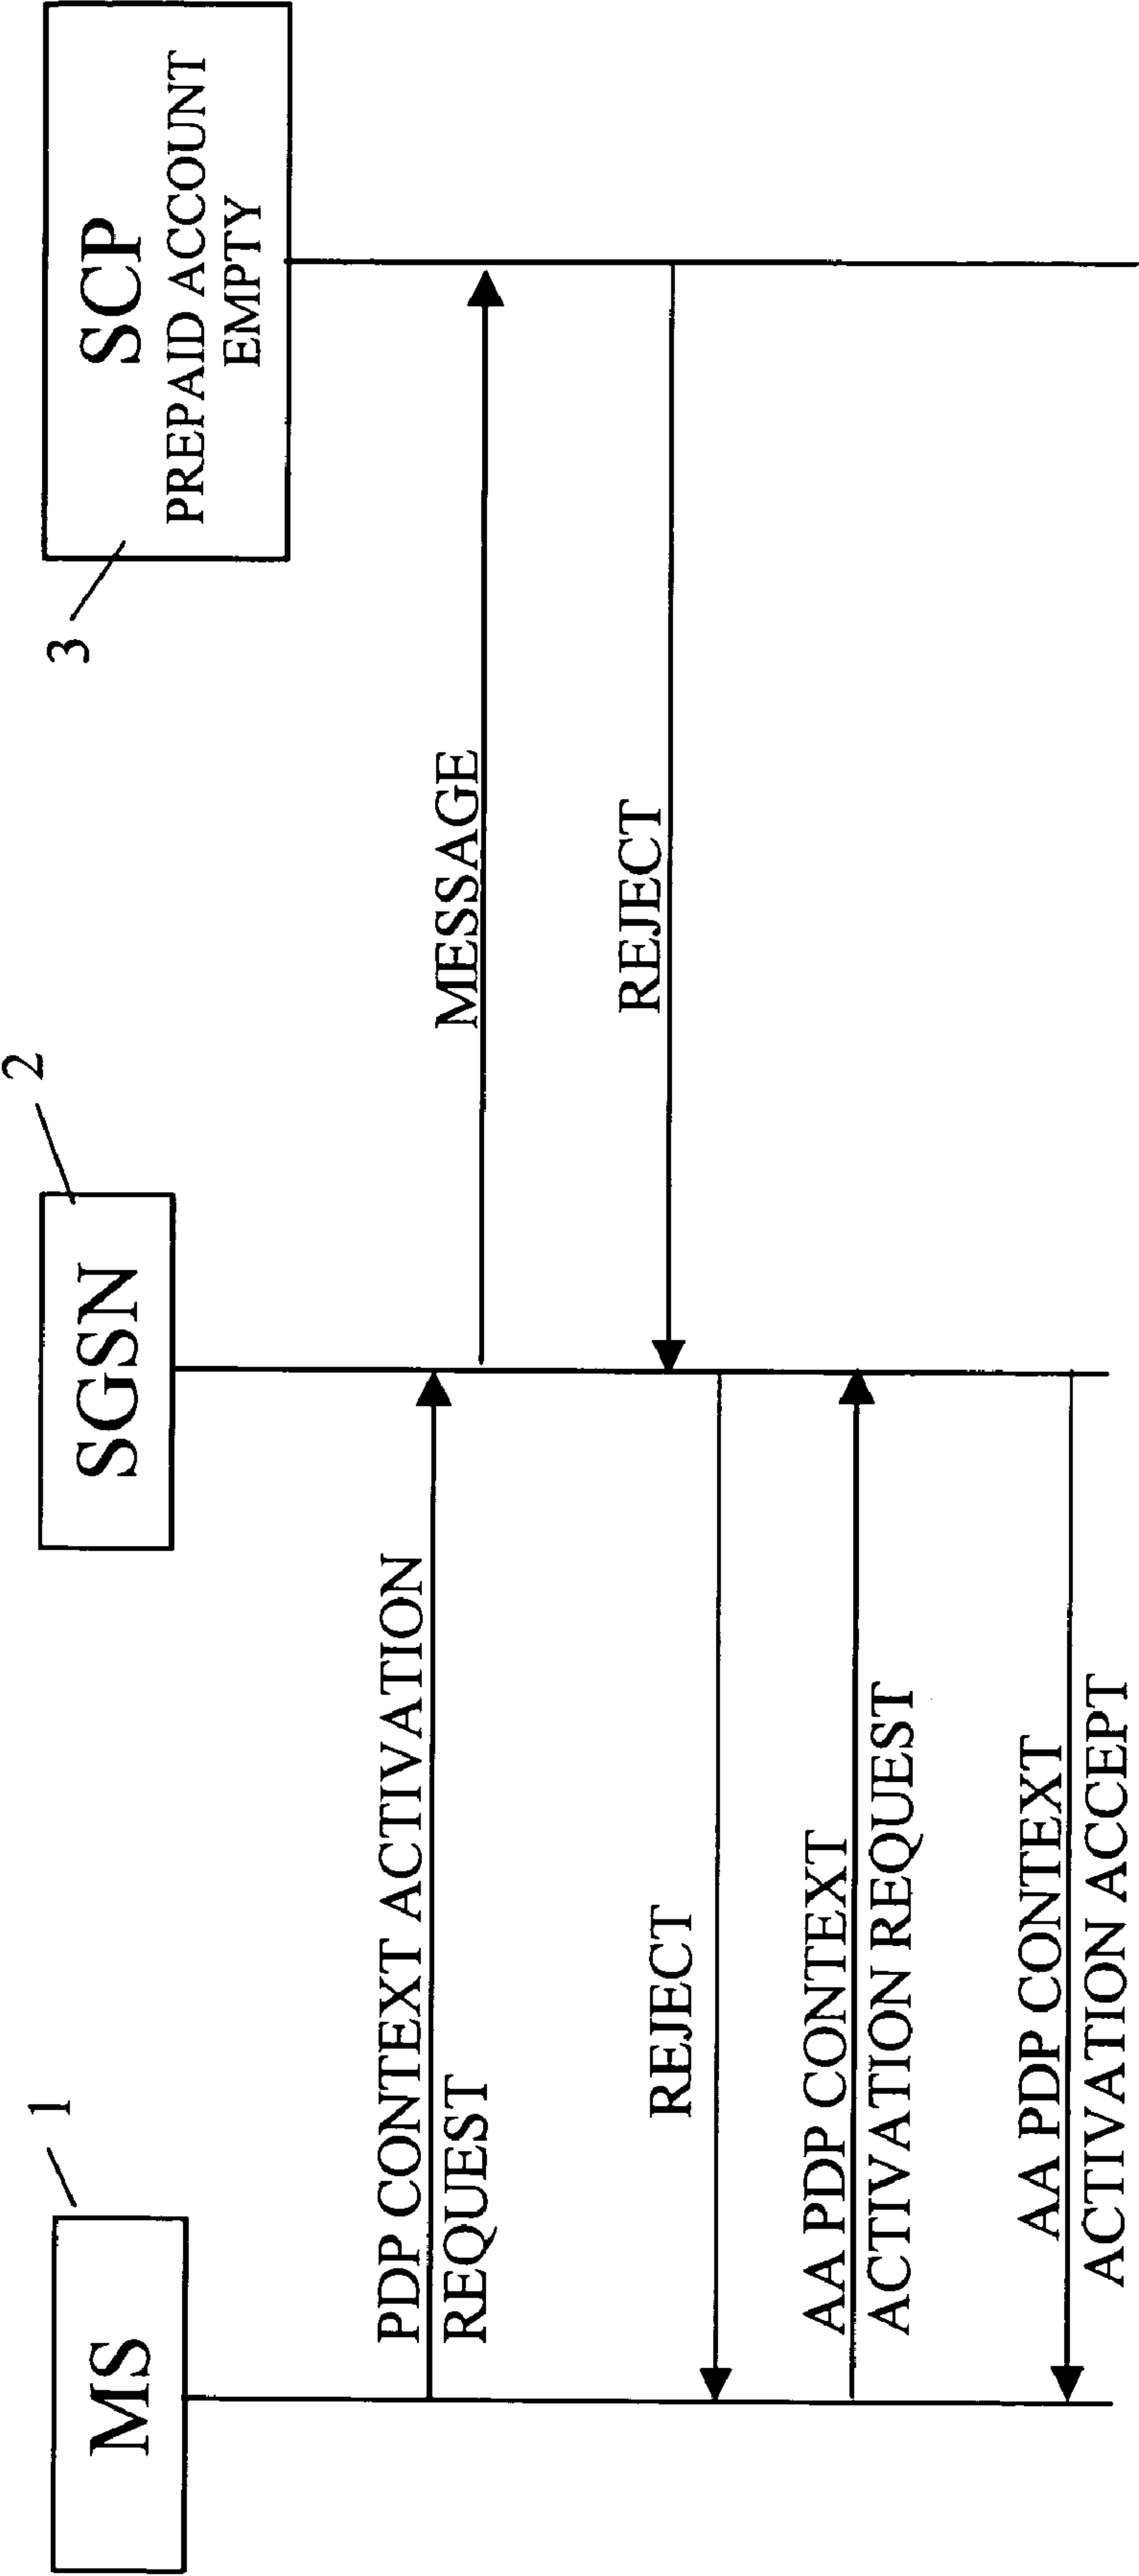 MS
1
SGSN
2
SCP
PREPAID ACCOUNT
EMPTY
3
PDP CONTEXT ACTIVATION
REQUEST
MESSAGE
REJECT
REJECT
AA PDP CONTEXT
ACTIVATION REQUEST
AA PDP CONTEXT
ACTIVATION ACCEPT